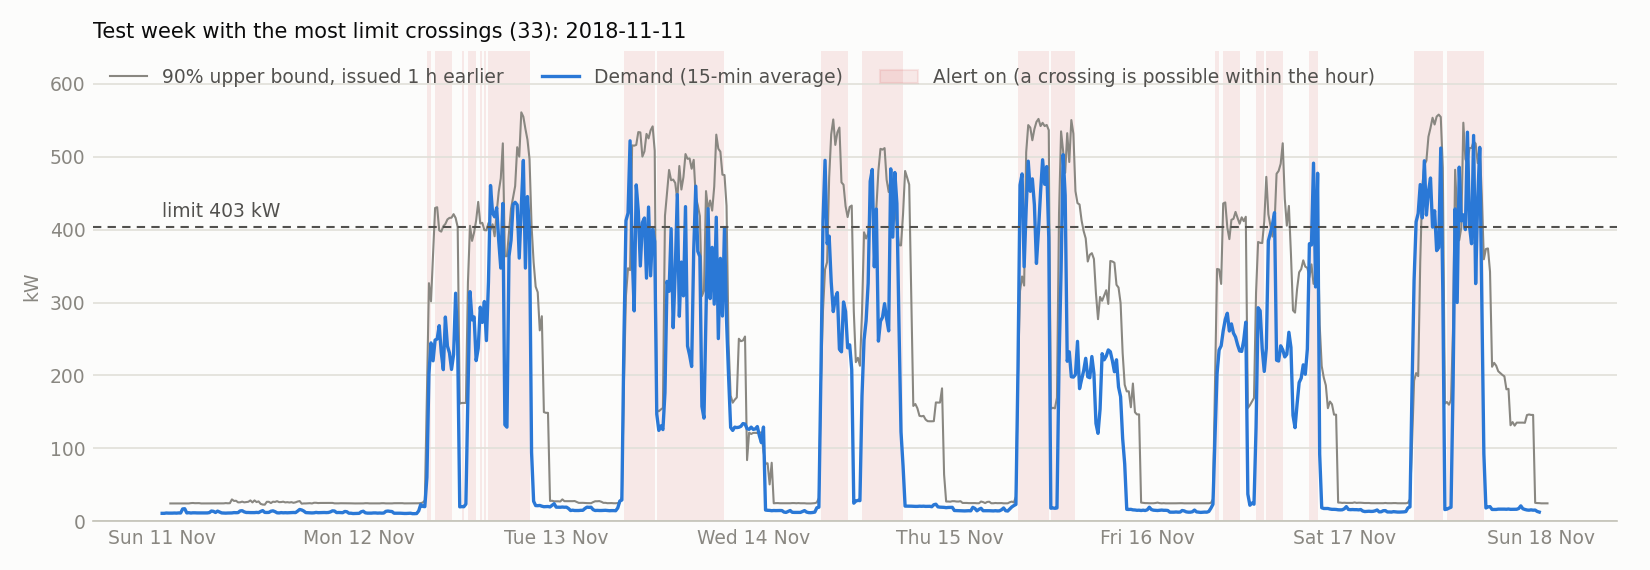 Test week with the most limit crossings (33): 2018-11-11
90% upper bound, issued 1 h earlier
Demand (15-min average)
Alert on (a crossing is possible within the hour)
600
500
400
300
200
100
0
kW
limit 403 kW
Sun 11 Nov
Mon 12 Nov
Tue 13 Nov
Wed 14 Nov
Thu 15 Nov
Fri 16 Nov
Sat 17 Nov
Sun 18 Nov